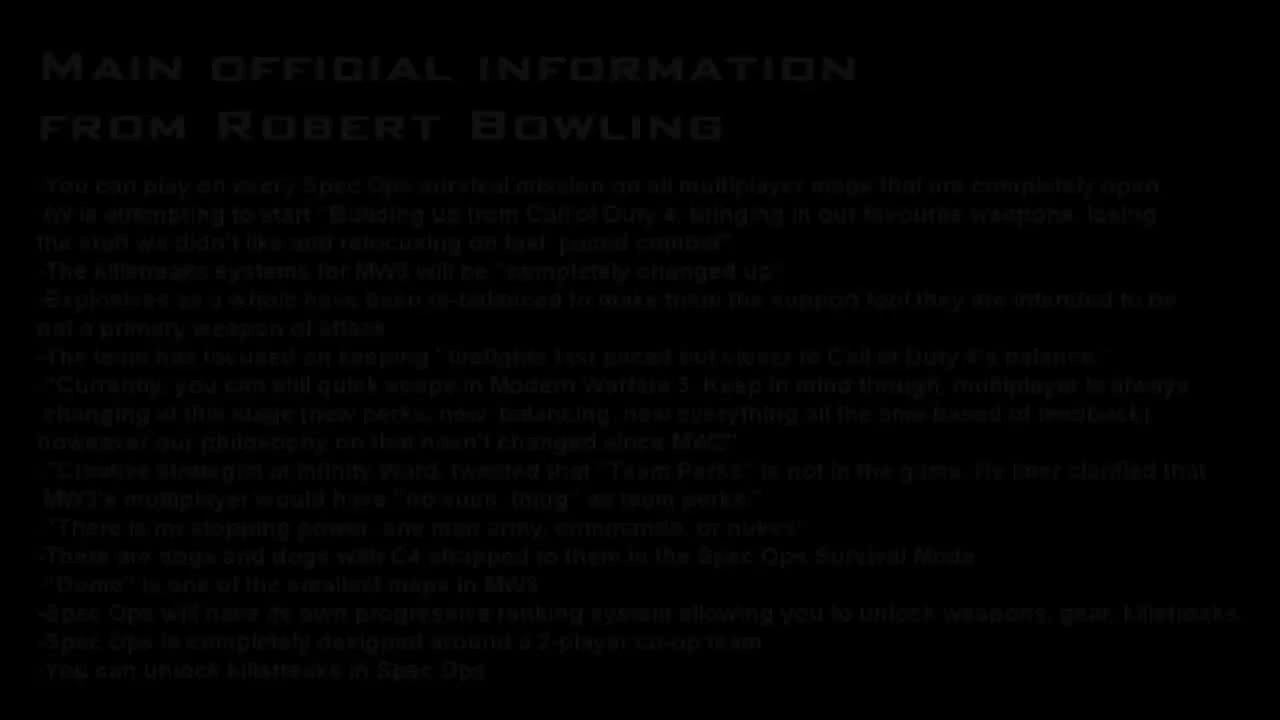 MAIN OFFICIAL INFORMATION
FROM ROBERT BOWLING
-You can play on every Spec Ops survival mission on all multiplayer maps that are completely open
-IW is attempting to start "Building up from Call of Duty 4, bringing in our favourite weapons, losing
the stuff we didn't like and refocusing on fast paced combat"
-The killstreaks systems for MW3 will be "completely changed up"
-Explosives as a whole have been re-balanced to make them the support tool they are intended to be
not a primary weapon of attack
-The team has focused on keeping "firefights fast paced but closer to Call of Duty 4's balance."
-"Currently, you can still quick scope in Modern Warfare 3. Keep in mind though, multiplayer is always
changing at this stage (new perks, new balancing, new everything all the time based of feedback)
however our philosophy on that hasn't changed since MW2"
-"Creative Strategist at Infinity Ward, tweeted that "Team Perks" is not in the game. He later clarified that
MW3's multiplayer would have "no such thing" as team perks."
-"There is no stopping power, one man army, commando, or nukes"
-There are dogs and dogs with C4 strapped to them in the Spec Ops Survival Mode
-"Dome" is one of the smallest maps in MW3
-Spec Ops will have its own progressive ranking system allowing you to unlock weapons, gear, killstreaks
-Spec Ops is completely designed around a 2-player co-op team
-You can unlock killstreaks in Spec Ops